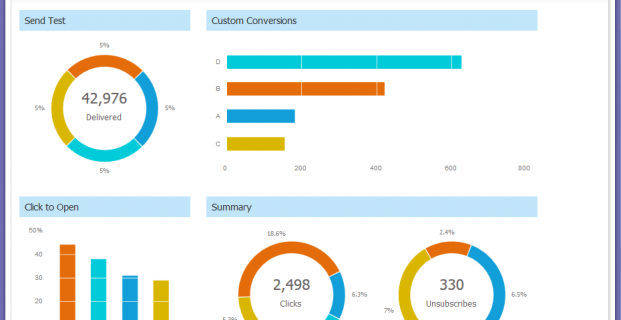 Send Test
Custom Conversions
5%
5%
42,976
Delivered
5%
5%
D
B
A
C
0
200
400
600
800
Click to Open
Summary
50%
40
30
20
18.6%
2,498
Clicks
6.3%
5.3%
2.4%
330
Unsubscribes
6.5%
7%